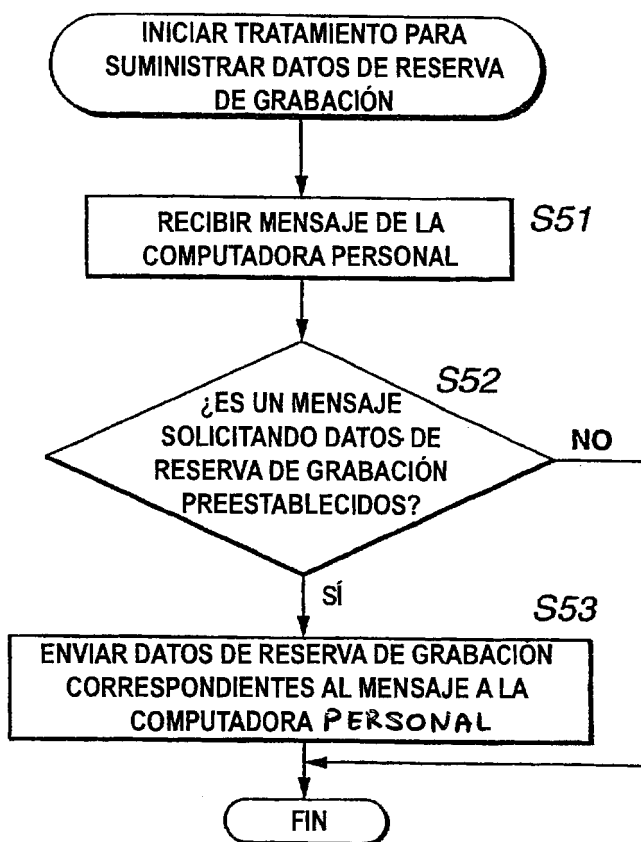 INICIAR TRATAMIENTO PARA
SUMINISTRAR DATOS DE RESERVA
DE GRABACIÓN
S51
RECIBIR MENSAJE DE LA
COMPUTADORA PERSONAL
S52
¿ES UN MENSAJE
SOLICITANDO DATOS DE
RESERVA DE GRABACIÓN
PREESTABLECIDOS?
NO
SÍ
S53
ENVIAR DATOS DE RESERVA DE GRABACIÓN
CORRESPONDIENTES AL MENSAJE A LA
COMPUTADORA PERSONAL
FIN